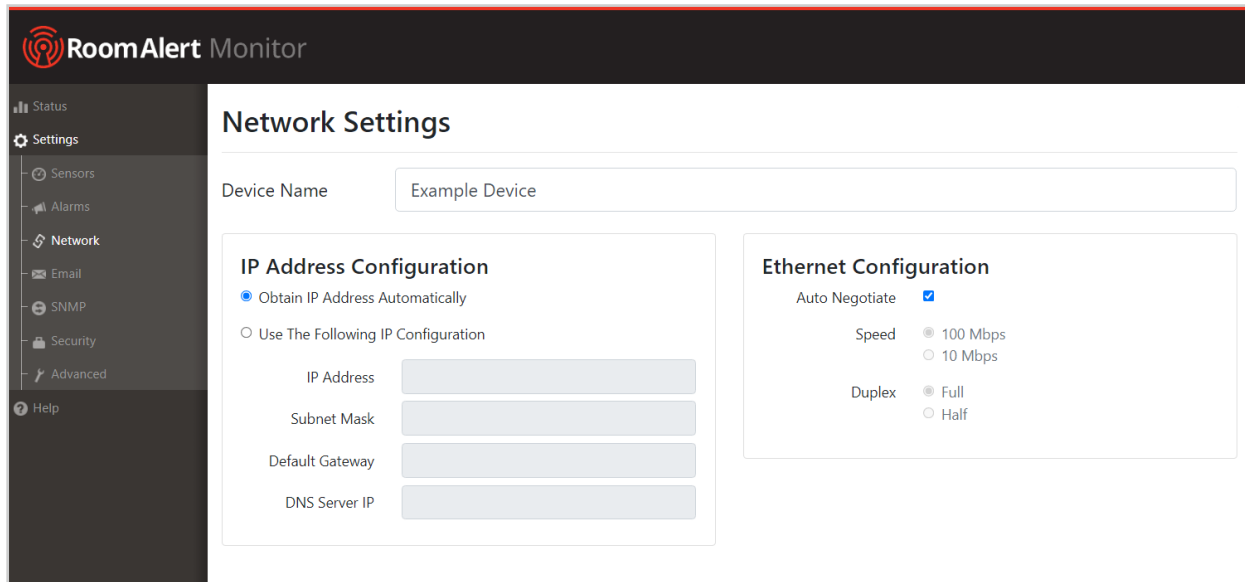 RoomAlert Monitor
Status
Settings
Sensors
Alarms
Network
Email
SNMP
Security
Advanced
Help
Network Settings
Device Name
Example Device
IP Address Configuration
Obtain IP Address Automatically
Use The Following IP Configuration
IP Address
Subnet Mask
Default Gateway
DNS Server IP
Ethernet Configuration
Auto Negotiate
Speed
100 Mbps
10 Mbps
Duplex
Full
Half